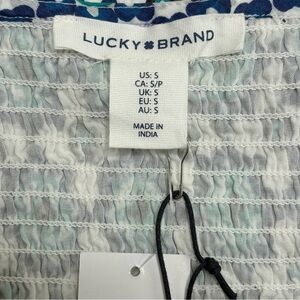 LUCKY BRAND
US: S
CA: S/P
UK: S
EU: S
AU: S
MADE IN
INDIA